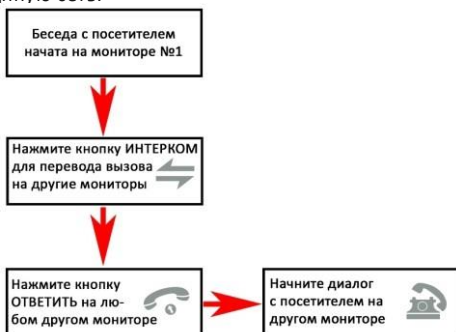 Беседа с посетителем
начата на мониторе №1
Нажмите кнопку ИНТЕРКОМ
для перевода вызова
на другие мониторы
Нажмите кнопку
ОТВЕТИТЬ на лю-
бом другом мониторе
Начните диалог
с посетителем на
другом мониторе